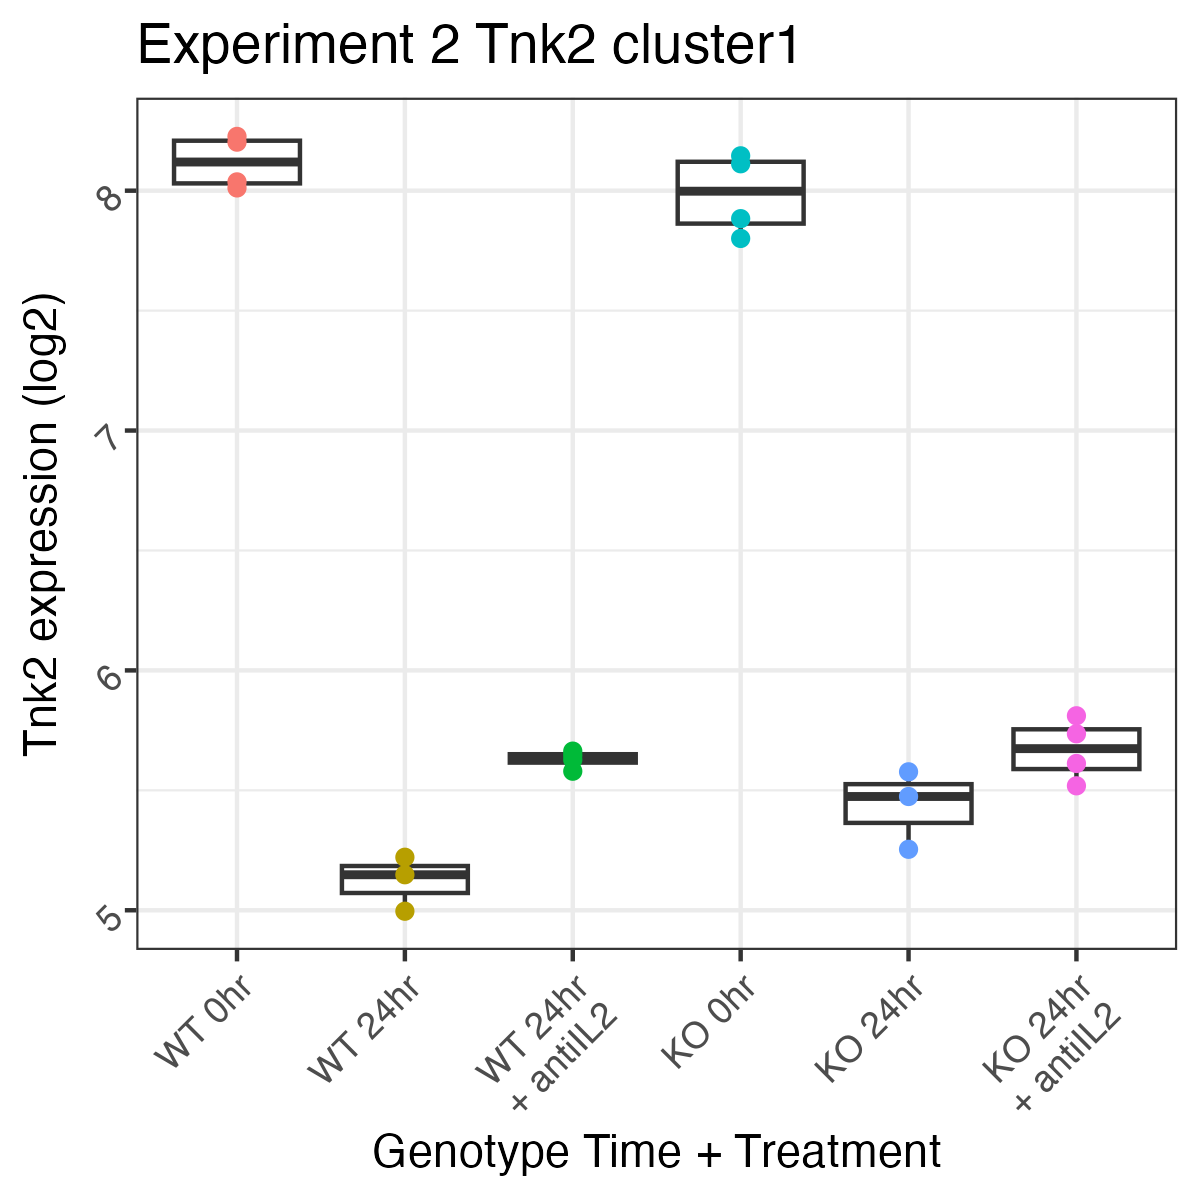 Experiment 2 Tnk2 cluster1
Tnk2 expression (log2)
8
7
6
5
WT 0hr
WT 24hr
WT 24hr
+ antiIL2
KO 0hr
KO 24hr
KO 24hr
+ antiIL2
Genotype Time + Treatment